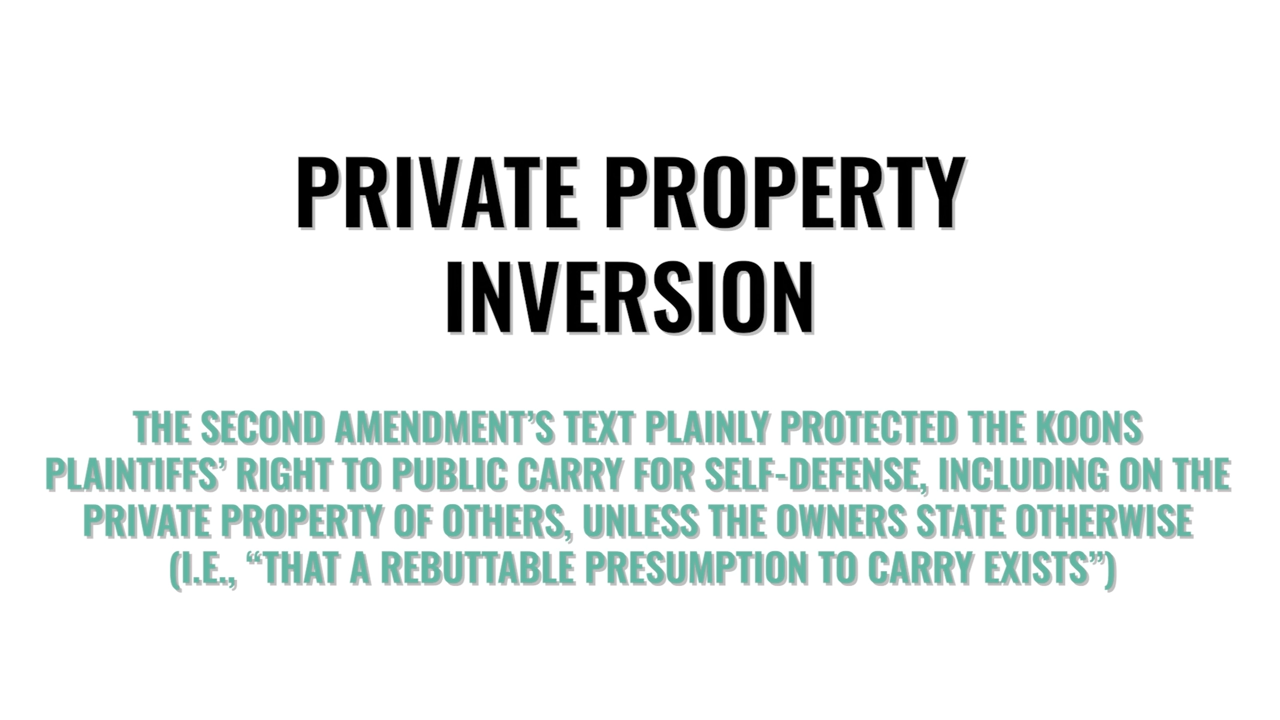 PRIVATE PROPERTY
INVERSION
THE SECOND AMENDMENT’S TEXT PLAINLY PROTECTED THE KOONS
PLAINTIFFS’ RIGHT TO PUBLIC CARRY FOR SELF-DEFENSE, INCLUDING ON THE
PRIVATE PROPERTY OF OTHERS, UNLESS THE OWNERS STATE OTHERWISE
(I.E., “THAT A REBUTTABLE PRESUMPTION TO CARRY EXISTS”)